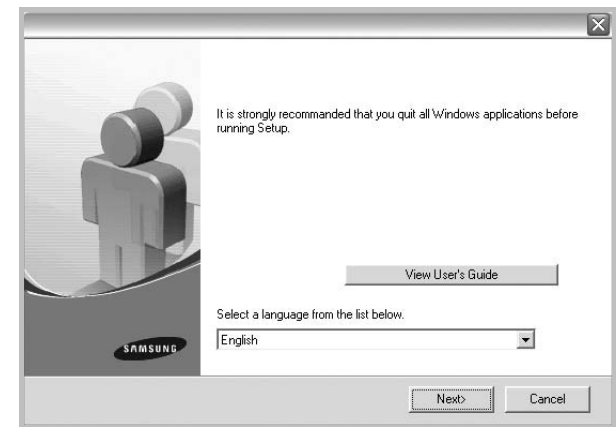 It is strongly recommanded that you quit all Windows applications before
running Setup.
View User's Guide
Select a language from the list below.
English
SAMSUNG
Next>
Cancel